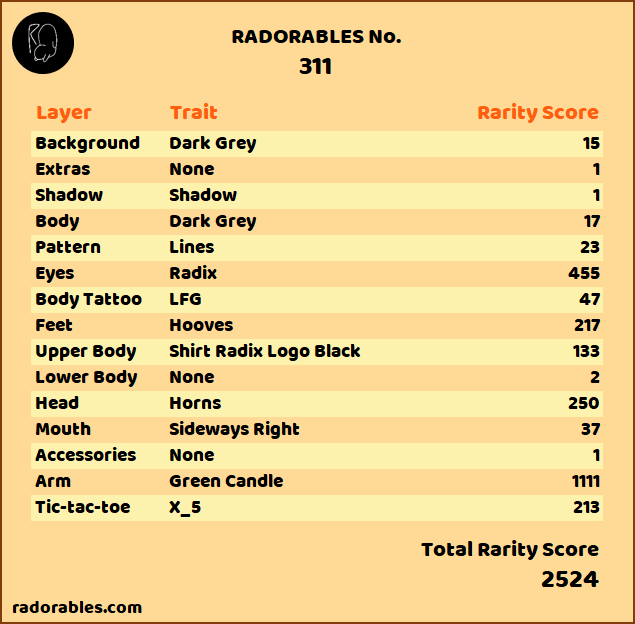 RADORABLES No.
311
Layer Trait Rarity Score
Background Dark Grey 15
Extras None 1
Shadow Shadow 1
Body Dark Grey 17
Pattern Lines 23
Eyes Radix 455
Body Tattoo LFG 47
Feet Hooves 217
Upper Body Shirt Radix Logo Black 133
Lower Body None 2
Head Horns 250
Mouth Sideways Right 37
Accessories None 1
Arm Green Candle 1111
Tic-tac-toe X_5 213
Total Rarity Score
2524
radorables.com